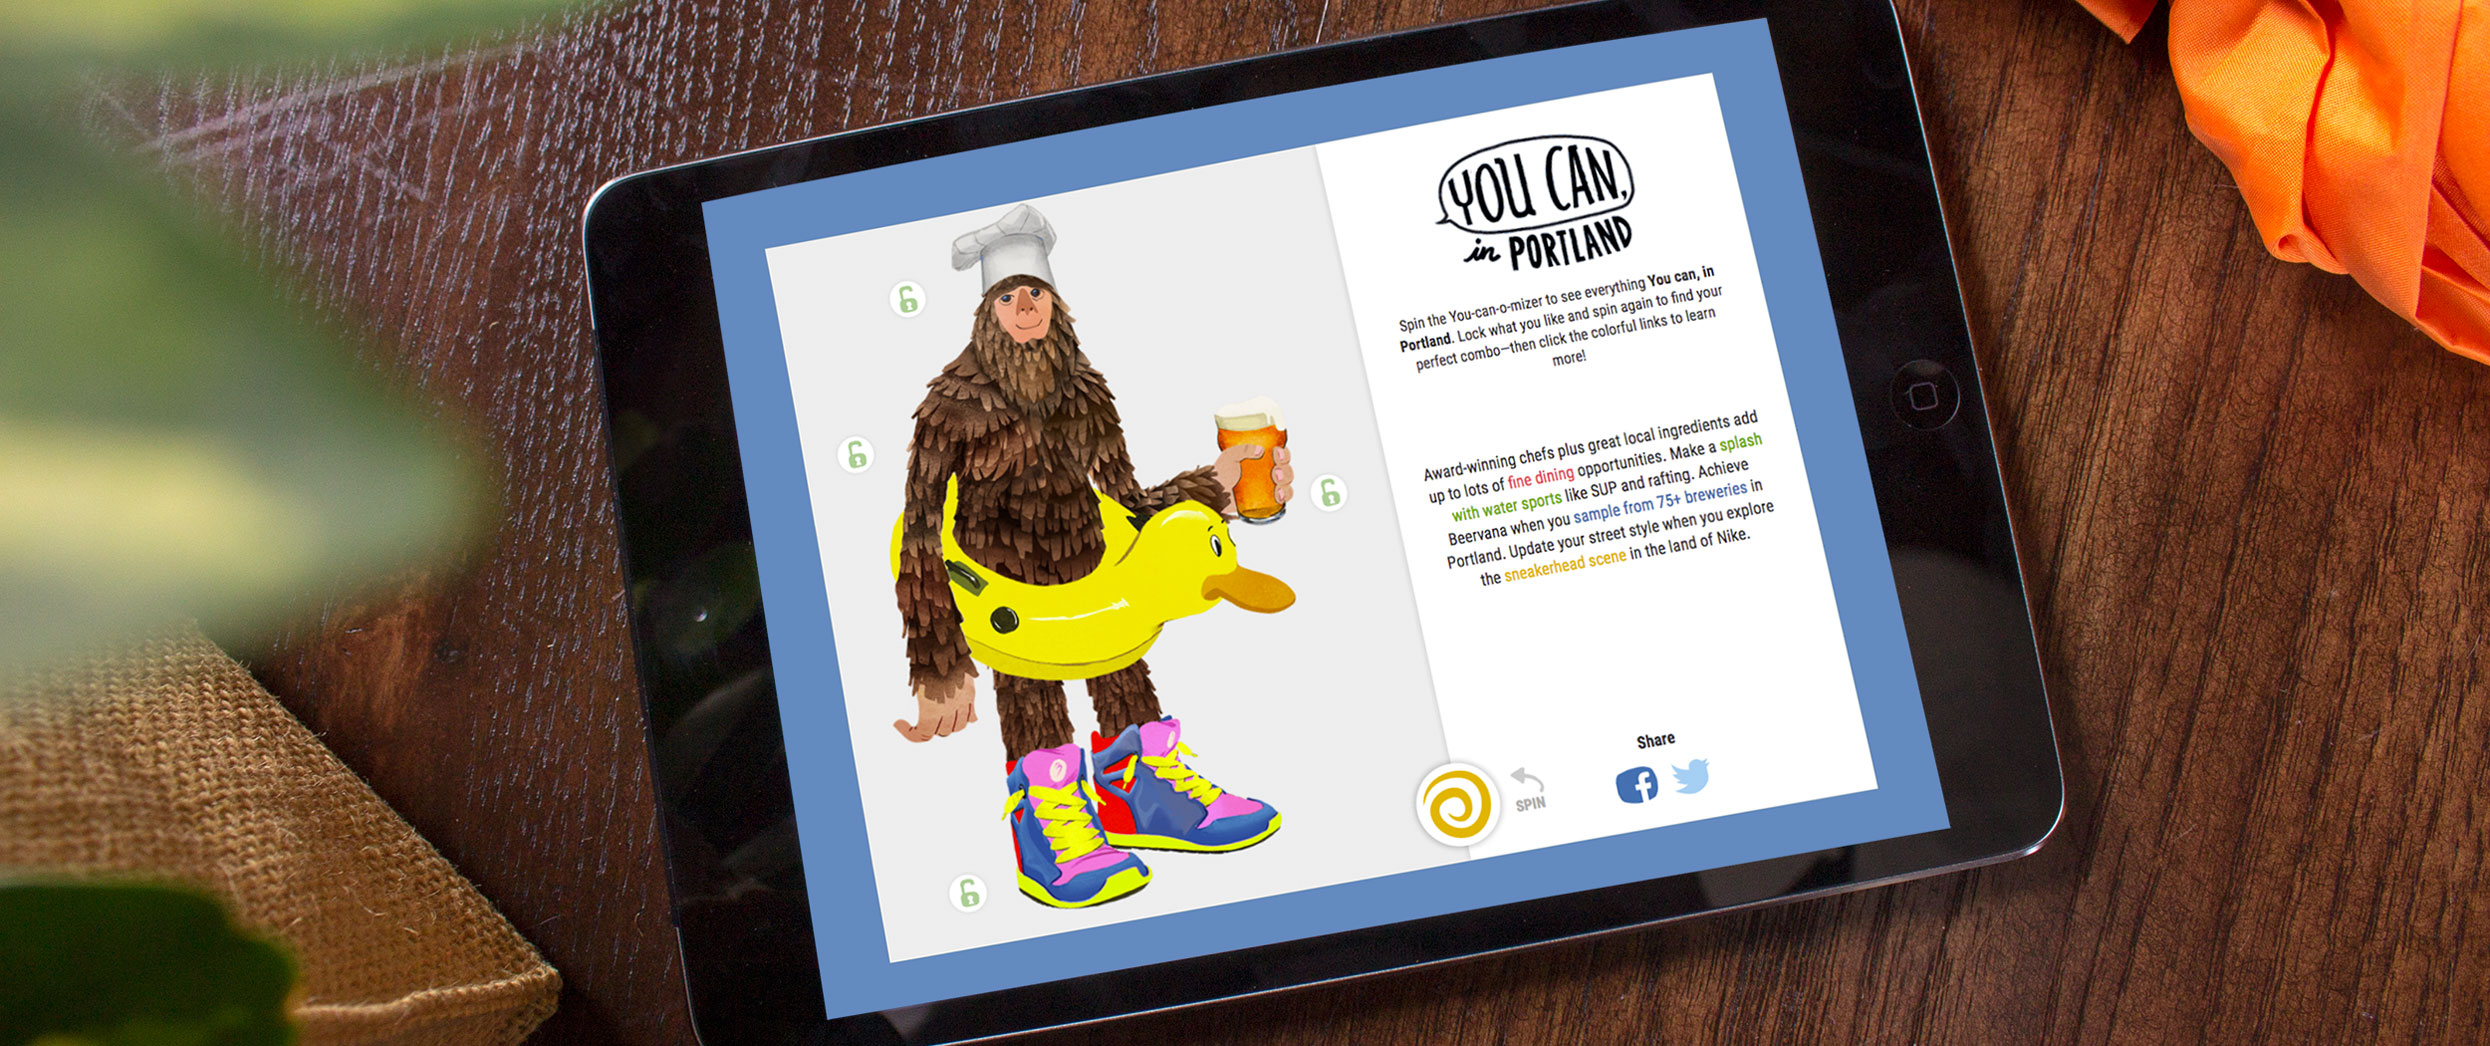 YOU CAN,
in PORTLAND
Spin the You-can-o-mizer to see everything You can, in
Portland. Lock what you like and spin again to find your
perfect combo—then click the colorful links to learn
more!
Award-winning chefs plus great local ingredients add
up to lots of fine dining opportunities. Make a splash
with water sports like SUP and rafting. Achieve
Beervana when you sample from 75+ breweries in
Portland. Update your street style when you explore
the sneakerhead scene in the land of Nike.
Share
SPIN